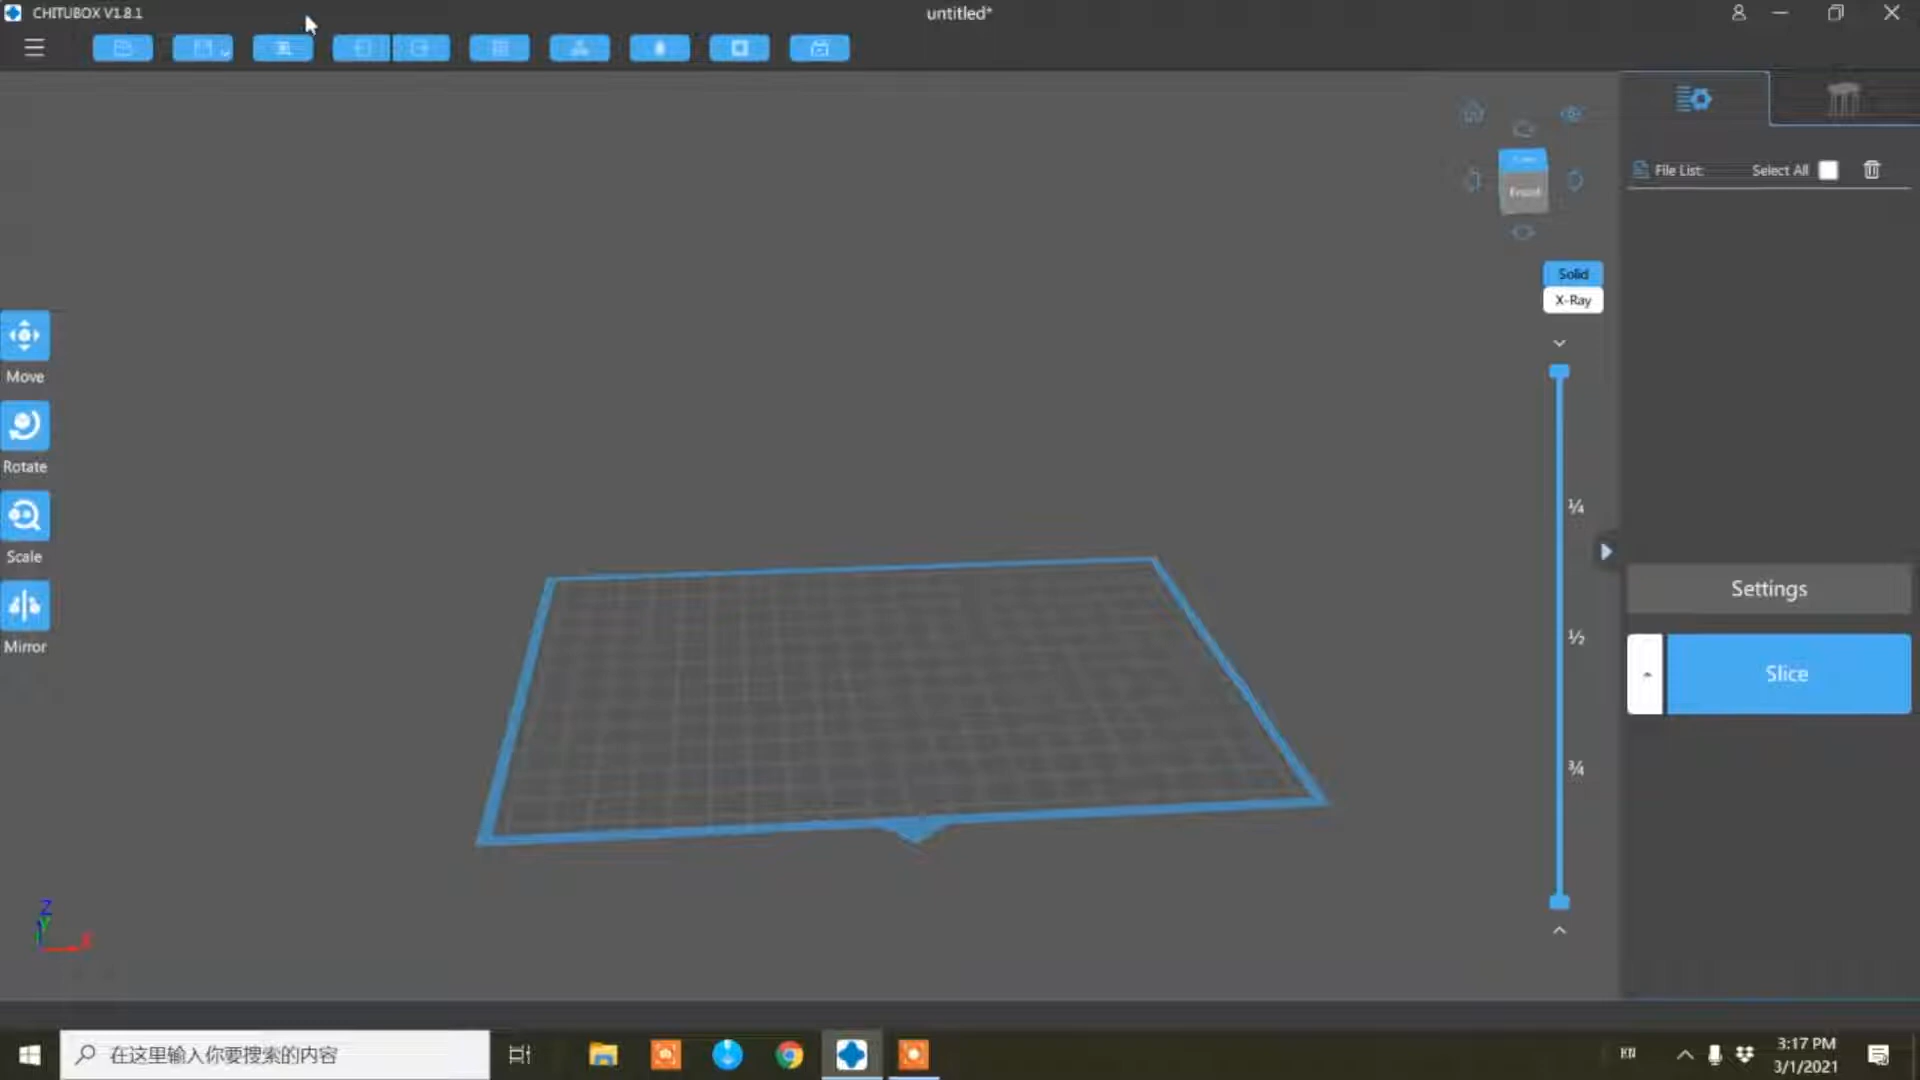 CHITUBOX V1.8.1
untitled*
File List:
Select All
Front
Solid
X-Ray
Move
Rotate
Scale
Mirror
¼
½
¾
Settings
Slice
Z
Y
X
在这里输入你要搜索的内容
EN
3:17 PM
3/1/2021